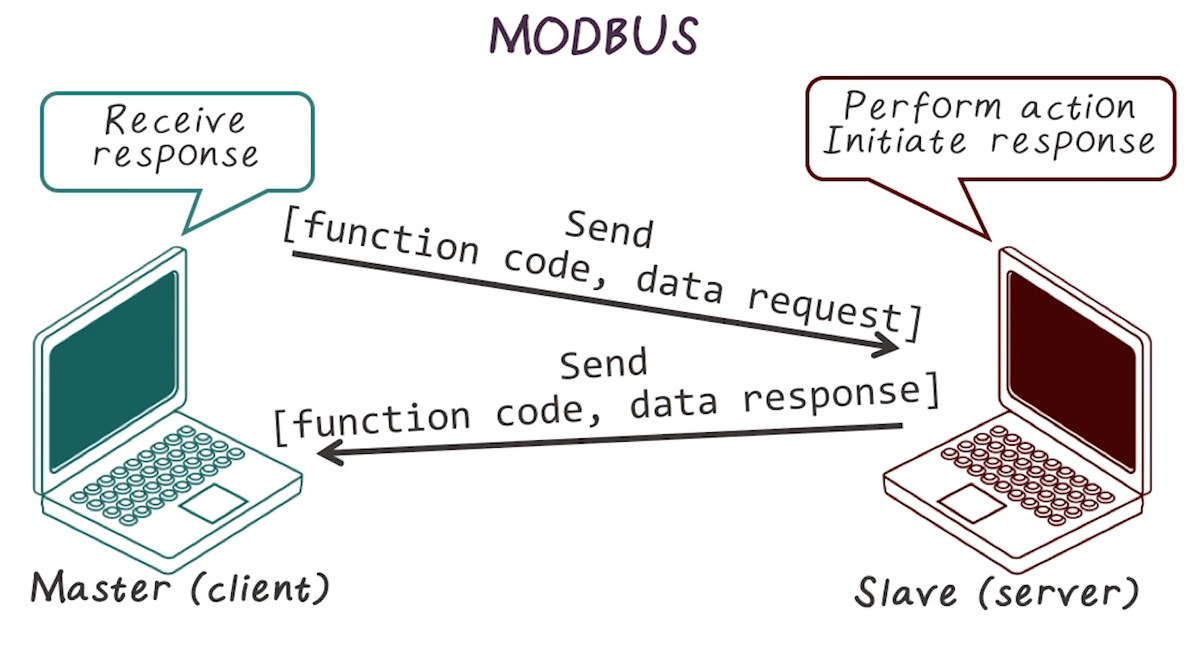 MODBUS
Receive
response
Perform action
Initiate response
Send
[function code, data request]
Send
[function code, data response]
Master (client)
Slave (server)